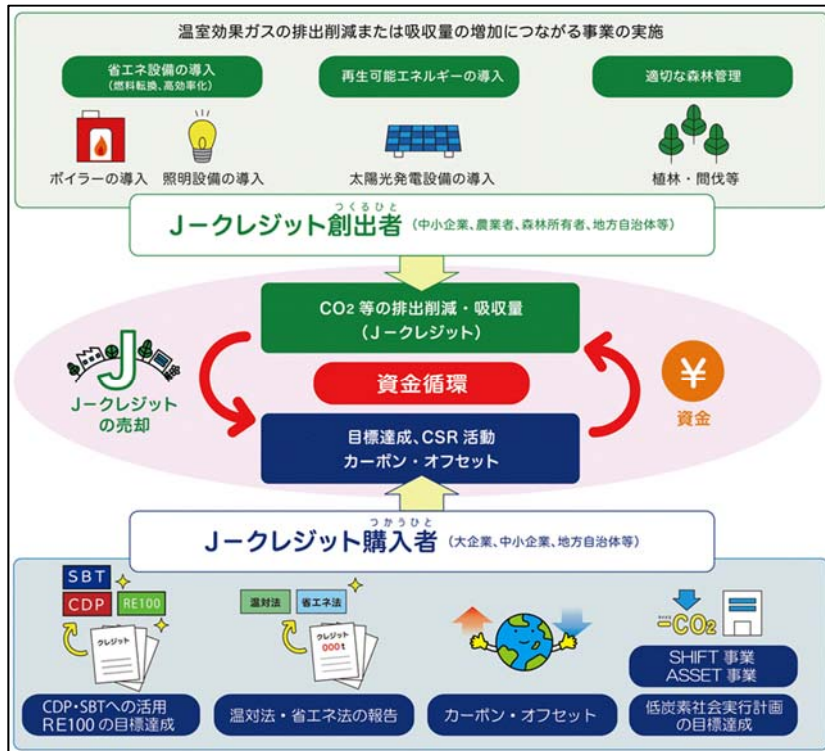 温室効果ガスの排出削減または吸収量の増加につながる事業の実施
省エネ設備の導入
(燃料転換、高効率化)
再生可能エネルギーの導入
適切な森林管理
ボイラーの導入
照明設備の導入
太陽光発電設備の導入
植林・間伐等
つくるひと
Jークレジット創出者 (中小企業、農業者、森林所有者、地方自治体等)
CO2 等の排出削減・吸収量
(Jークレジット)
J
Jークレジット
の売却
資金循環
¥
資金
目標達成、CSR 活動
カーボン・オフセット
つかうひと
Jークレジット購入者 (大企業、中小企業、地方自治体等)
SBT
CDP
RE100
クレジット
CDP・SBTへの活用
RE100 の目標達成
温対法
省エネ法
クレジット
000t
温対法・省エネ法の報告
カーボン・オフセット
-CO2
SHIFT 事業
ASSET 事業
低炭素社会実行計画
の目標達成